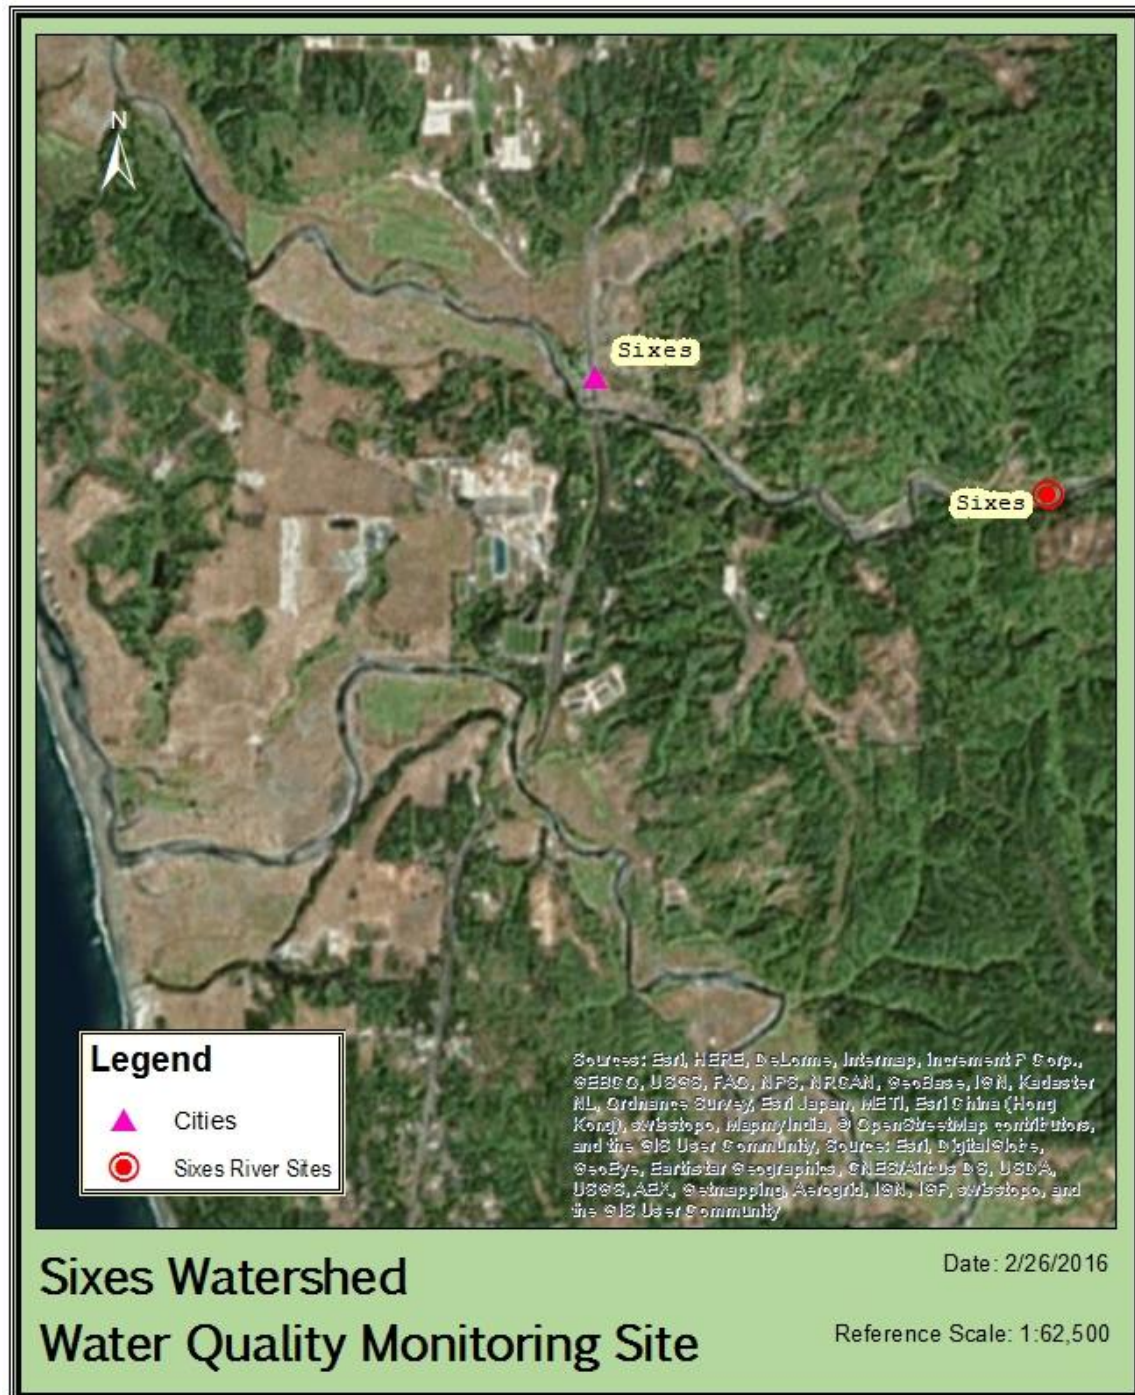 N
Sixes
Sixes
Legend
Cities
Sixes River Sites
Sources: Esri, HERE, DeLorme, Intermap, increment P Corp.,
GEBCO, USGS, FAO, NPS, NRCAN, GeoBase, IGN, Kadaster
NL, Ordnance Survey, Esri Japan, METI, Esri China (Hong
Kong), swisstopo, MapmyIndia, © OpenStreetMap contributors,
and the GIS User Community, Source: Esri, DigitalGlobe,
GeoEye, Earthstar Geographics, CNES/Airbus DS, USDA,
USGS, AEX, Getmapping, Aerogrid, IGN, IGP, swisstopo, and
the GIS User Community
Sixes Watershed
Water Quality Monitoring Site
Date: 2/26/2016
Reference Scale: 1:62,500